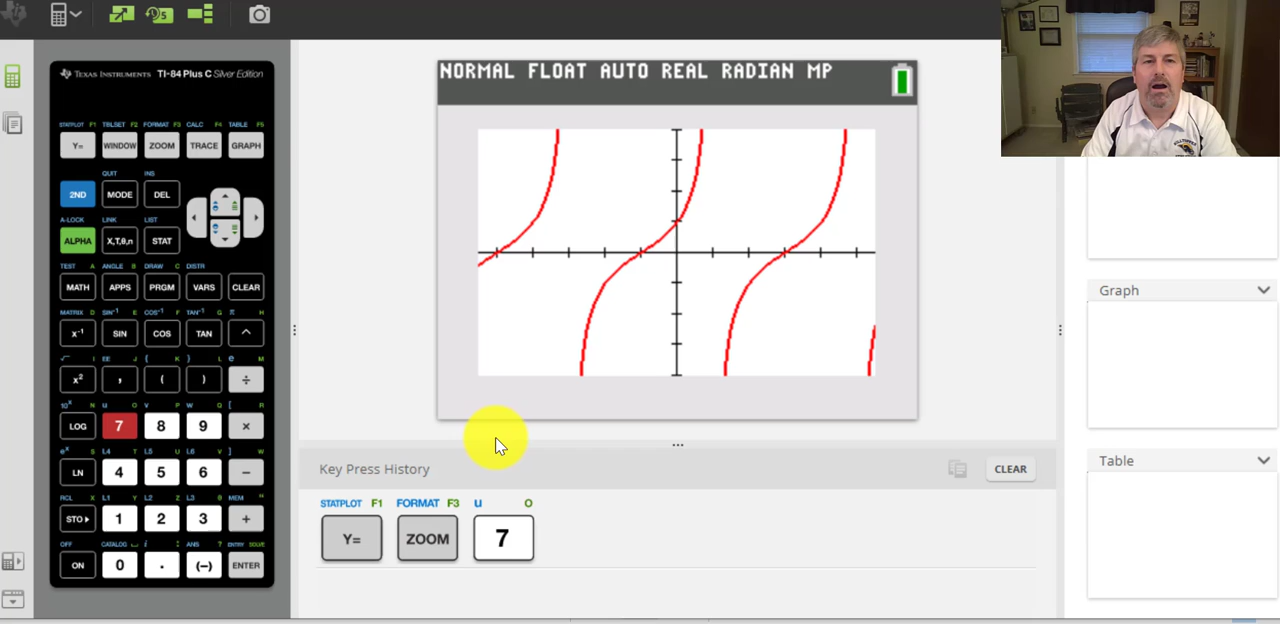 TEXAS INSTRUMENTS TI-84 Plus C Silver Edition
NORMAL FLOAT AUTO REAL RADIAN MP
STATPLOT F1 TBLSET F2 FORMAT F3 CALC F4 TABLE F5
Y= WINDOW ZOOM TRACE GRAPH
QUIT INS
2ND MODE DEL
A-LOCK LINK LIST
ALPHA X,T,θ,n STAT
TEST A ANGLE B DRAW C DISTR
MATH APPS PRGM VARS CLEAR
MATRIX D SIN⁻¹ E COS⁻¹ F TAN⁻¹ G π H
x⁻¹ SIN COS TAN ^
√ I EE J { K } L e M
x² , ( ) ÷
10ˣ N u O v P w Q [ R
LOG 7 8 9 ×
eˣ S L4 T L5 U L6 V ] W
LN 4 5 6 −
RCL X L1 Y L2 Z L3 θ MEM "
STO▸ 1 2 3 +
OFF CATALOG i : ANS ? ENTRY SOLVE
ON 0 . (−) ENTER
Graph
Table
Key Press History
CLEAR
STATPLOT F1 FORMAT F3 u O
Y= ZOOM 7